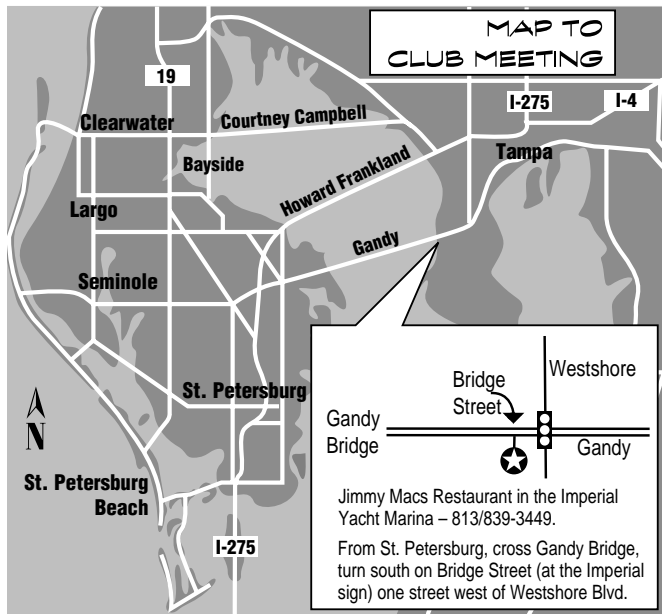 MAP TO
CLUB MEETING
19
I-275
I-4
Clearwater
Courtney Campbell
Tampa
Bayside
Howard Frankland
Largo
Gandy
Seminole
St. Petersburg
N
St. Petersburg
Beach
I-275
Westshore
Bridge
Street
Gandy
Bridge
Gandy
Jimmy Macs Restaurant in the Imperial
Yacht Marina – 813/839-3449.
From St. Petersburg, cross Gandy Bridge,
turn south on Bridge Street (at the Imperial
sign) one street west of Westshore Blvd.